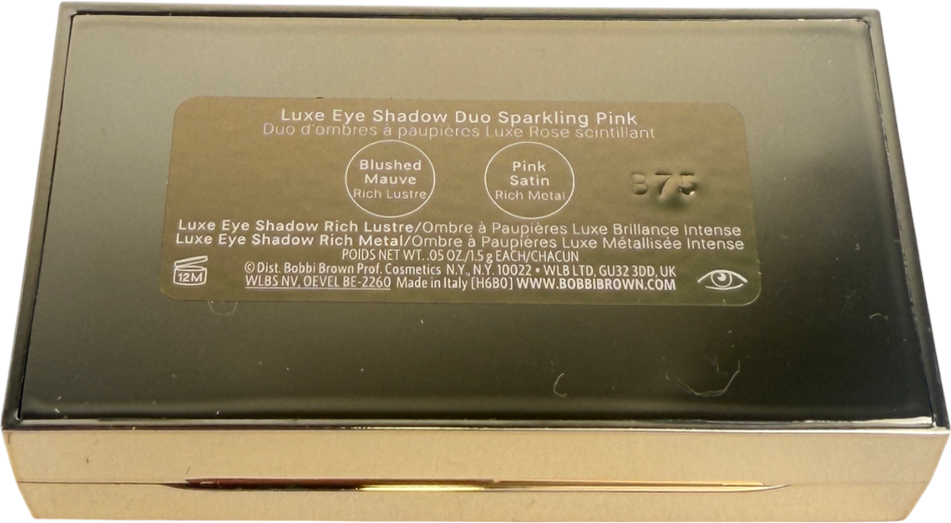 Luxe Eye Shadow Duo Sparkling Pink
Duo d'ombres à paupières Luxe Rose scintillant
Blushed
Mauve
Rich Lustre
Pink
Satin
Rich Metal
Luxe Eye Shadow Rich Lustre/Ombre à Paupières Luxe Brillance Intense
Luxe Eye Shadow Rich Metal/Ombre à Paupières Luxe Métallisée Intense
POIDS NET WT. .05 OZ/1.5 g EACH/CHACUN
© Dist. Bobbi Brown Prof. Cosmetics N.Y., N.Y. 10022 • WLB LTD, GU32 3DD, UK
WLBS NV, OEVEL BE-2260 Made in Italy [H6B0] WWW.BOBBIBROWN.COM
12M